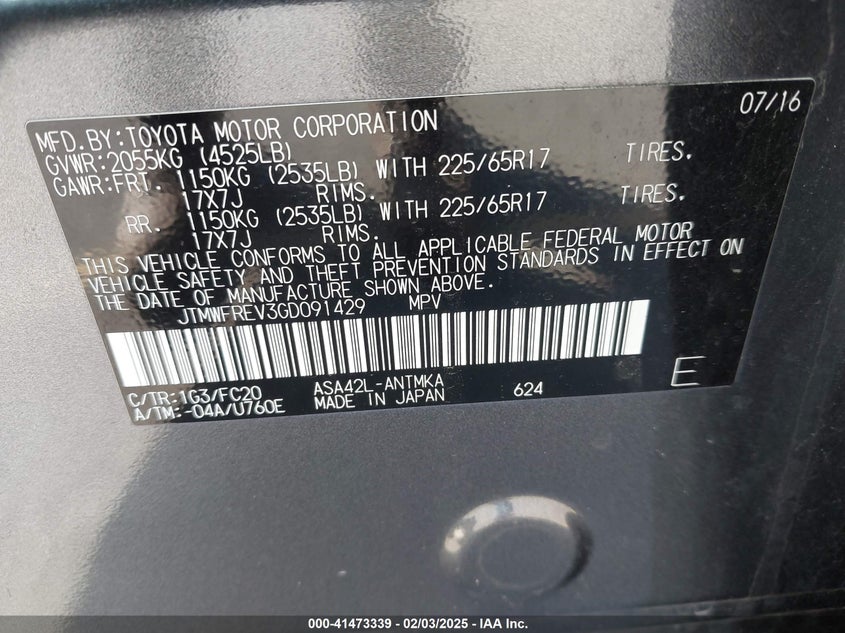 07/16
MFD.BY:TOYOTA MOTOR CORPORATION
GVWR:2055KG (4525LB)
GAWR:FRT. 1150KG (2535LB) WITH 225/65R17 TIRES.
17X7J RIMS.
RR. 1150KG (2535LB) WITH 225/65R17 TIRES.
17X7J RIMS.
THIS VEHICLE CONFORMS TO ALL APPLICABLE FEDERAL MOTOR
VEHICLE SAFETY AND THEFT PREVENTION STANDARDS IN EFFECT ON
THE DATE OF MANUFACTURE SHOWN ABOVE.
JTMWFREV3GD091429 MPV
C/TR:1G3/FC20 ASA42L-ANTMKA 624 E
A/TM:-04A/U760E MADE IN JAPAN
000-41473339 - 02/03/2025 - IAA Inc.